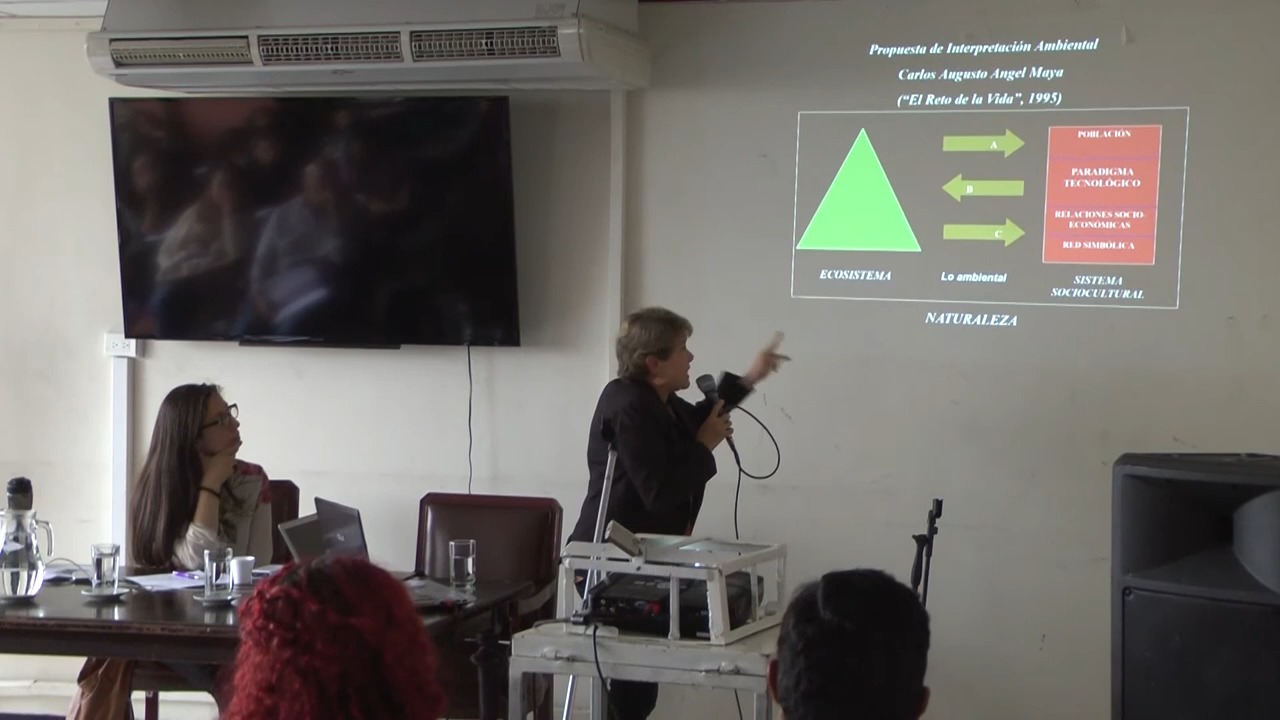 Propuesta de Interpretación Ambiental
Carlos Augusto Angel Maya
("El Reto de la Vida", 1995)
A
B
C
POBLACIÓN
PARADIGMA
TECNOLÓGICO
RELACIONES SOCIO-
ECONÓMICAS
RED SIMBÓLICA
ECOSISTEMA
Lo ambiental
SISTEMA
SOCIOCULTURAL
NATURALEZA